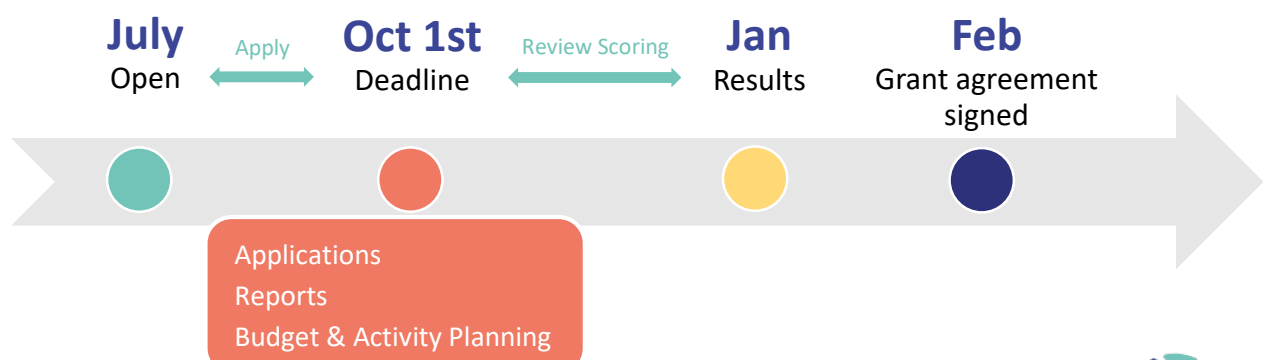 July
Open
Apply
Oct 1st
Deadline
Review Scoring
Jan
Results
Feb
Grant agreement
signed
Applications
Reports
Budget & Activity Planning